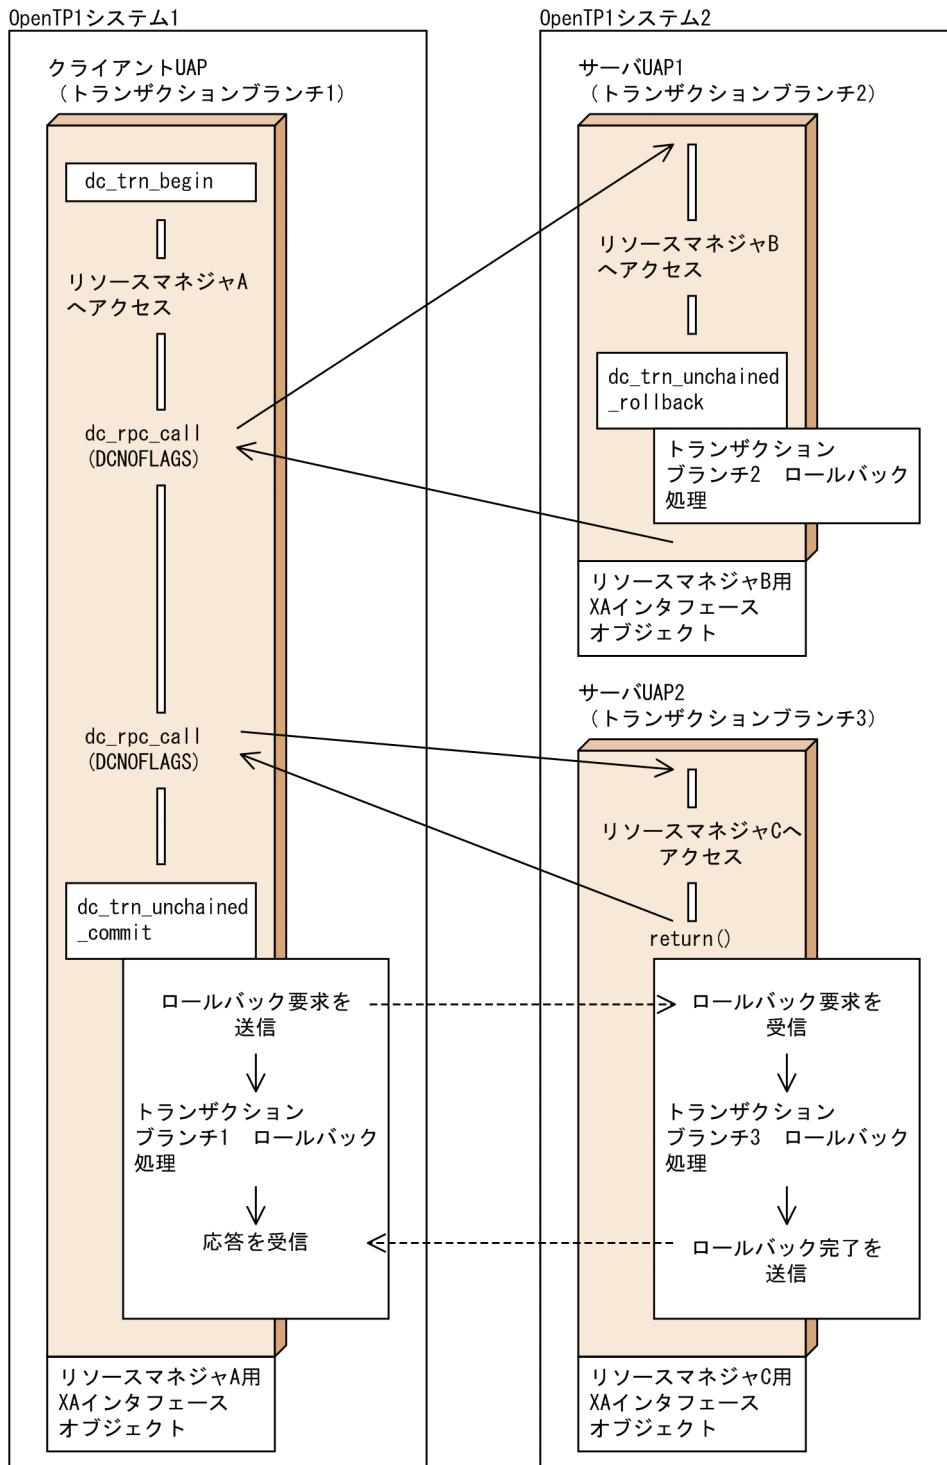 OpenTP1システム1
クライアントUAP
（トランザクションブランチ1）
dc_trn_begin
リソースマネジャA
へアクセス
dc_rpc_call
(DCNOFLAGS)
dc_rpc_call
(DCNOFLAGS)
dc_trn_unchained
_commit
ロールバック要求を
送信
トランザクション
ブランチ1　ロールバック
処理
応答を受信
リソースマネジャA用
XAインタフェース
オブジェクト
OpenTP1システム2
サーバUAP1
（トランザクションブランチ2）
リソースマネジャB
へアクセス
dc_trn_unchained
_rollback
トランザクション
ブランチ2　ロールバック
処理
リソースマネジャB用
XAインタフェース
オブジェクト
サーバUAP2
（トランザクションブランチ3）
リソースマネジャCへ
アクセス
return()
ロールバック要求を
受信
トランザクション
ブランチ3　ロールバック
処理
ロールバック完了を
送信
リソースマネジャC用
XAインタフェース
オブジェクト